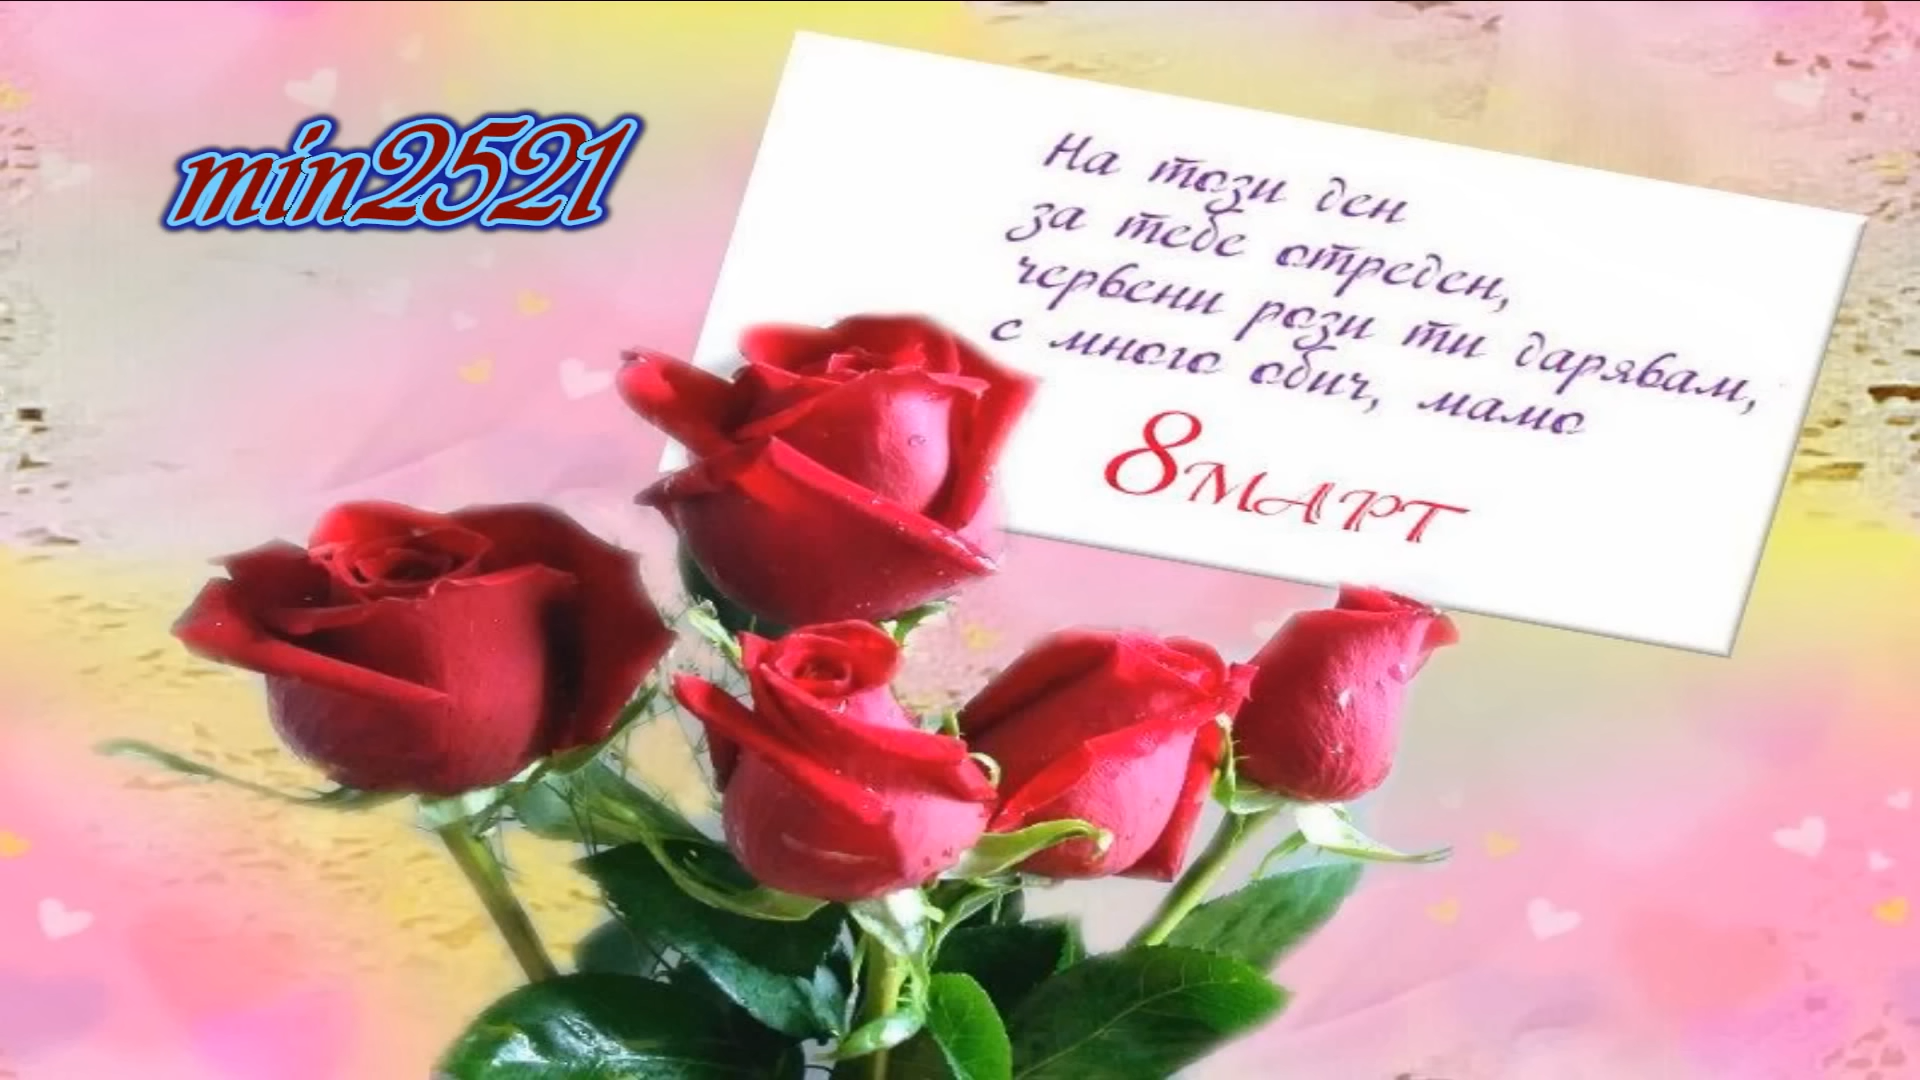 min2521
На този ден
за тебе отреден,
червени рози ти дарявам,
с много обич, мамо
8 МАРТ